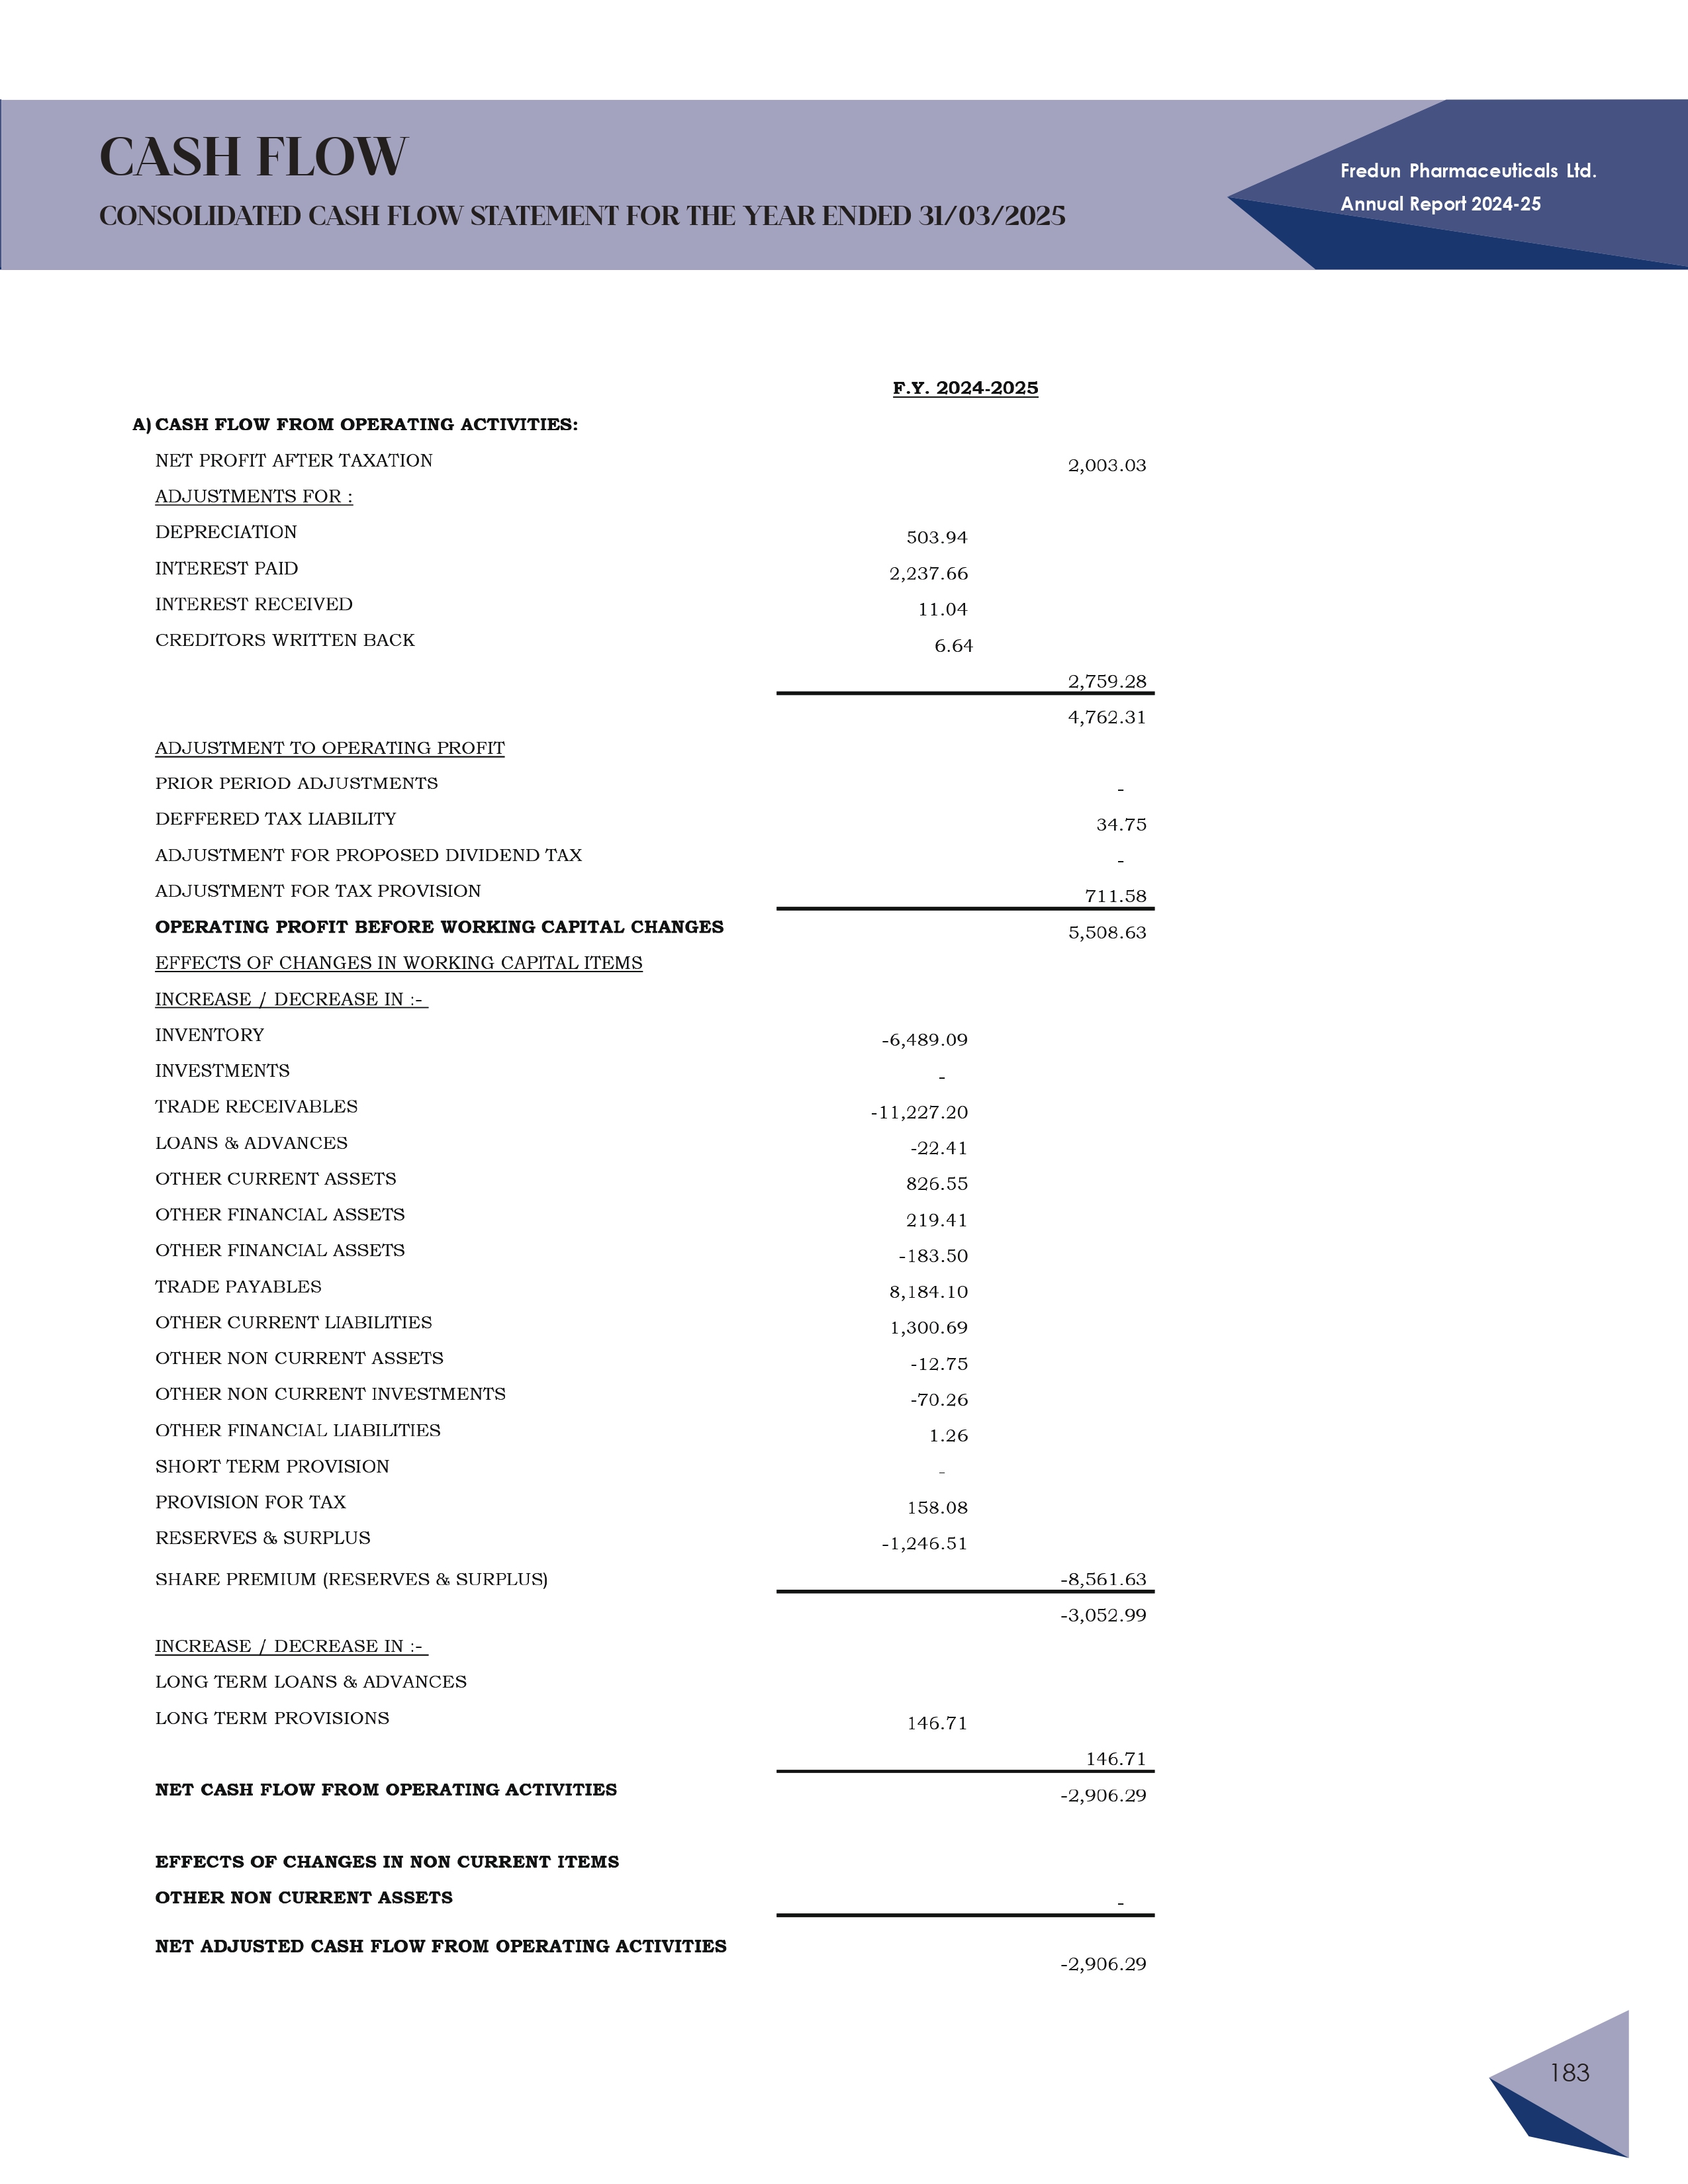 CASH FLOW
CONSOLIDATED CASH FLOW STATEMENT FOR THE YEAR ENDED 31/03/2025
Fredun Pharmaceuticals Ltd.
Annual Report 2024-25
F.Y. 2024-2025
A) CASH FLOW FROM OPERATING ACTIVITIES:
NET PROFIT AFTER TAXATION 2,003.03
ADJUSTMENTS FOR :
DEPRECIATION 503.94
INTEREST PAID 2,237.66
INTEREST RECEIVED 11.04
CREDITORS WRITTEN BACK 6.64
2,759.28
4,762.31
ADJUSTMENT TO OPERATING PROFIT
PRIOR PERIOD ADJUSTMENTS -
DEFFERED TAX LIABILITY 34.75
ADJUSTMENT FOR PROPOSED DIVIDEND TAX -
ADJUSTMENT FOR TAX PROVISION 711.58
OPERATING PROFIT BEFORE WORKING CAPITAL CHANGES 5,508.63
EFFECTS OF CHANGES IN WORKING CAPITAL ITEMS
INCREASE / DECREASE IN :-
INVENTORY -6,489.09
INVESTMENTS -
TRADE RECEIVABLES -11,227.20
LOANS & ADVANCES -22.41
OTHER CURRENT ASSETS 826.55
OTHER FINANCIAL ASSETS 219.41
OTHER FINANCIAL ASSETS -183.50
TRADE PAYABLES 8,184.10
OTHER CURRENT LIABILITIES 1,300.69
OTHER NON CURRENT ASSETS -12.75
OTHER NON CURRENT INVESTMENTS -70.26
OTHER FINANCIAL LIABILITIES 1.26
SHORT TERM PROVISION -
PROVISION FOR TAX 158.08
RESERVES & SURPLUS -1,246.51
SHARE PREMIUM (RESERVES & SURPLUS) -8,561.63
-3,052.99
INCREASE / DECREASE IN :-
LONG TERM LOANS & ADVANCES
LONG TERM PROVISIONS 146.71
146.71
NET CASH FLOW FROM OPERATING ACTIVITIES -2,906.29
EFFECTS OF CHANGES IN NON CURRENT ITEMS
OTHER NON CURRENT ASSETS -
NET ADJUSTED CASH FLOW FROM OPERATING ACTIVITIES -2,906.29
183